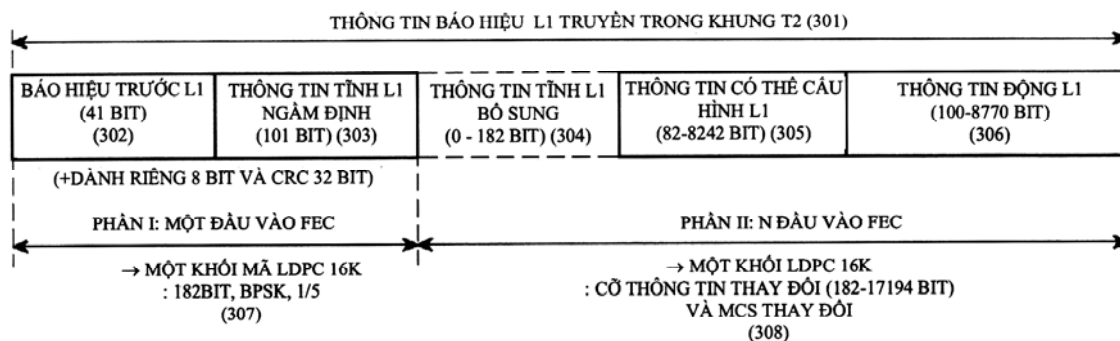 THÔNG TIN BÁO HIỆU L1 TRUYỀN TRONG KHUNG T2 (301)
BÁO HIỆU TRƯỚC L1
(41 BIT)
(302)
THÔNG TIN TĨNH L1
NGẦM ĐỊNH
(101 BIT) (303)
THÔNG TIN TĨNH L1
BỔ SUNG
(0 - 182 BIT) (304)
THÔNG TIN CÓ THỂ CẤU
HÌNH L1
(82-8242 BIT) (305)
THÔNG TIN ĐỘNG L1
(100-8770 BIT)
(306)
(+DÀNH RIÊNG 8 BIT VÀ CRC 32 BIT)
PHẦN I: MỘT ĐẦU VÀO FEC
PHẦN II: N ĐẦU VÀO FEC
→ MỘT KHỐI MÃ LDPC 16K
: 182BIT, BPSK, 1/5
(307)
→ MỘT KHỐI LDPC 16K
: CỠ THÔNG TIN THAY ĐỔI (182-17194 BIT)
VÀ MCS THAY ĐỔI
(308)